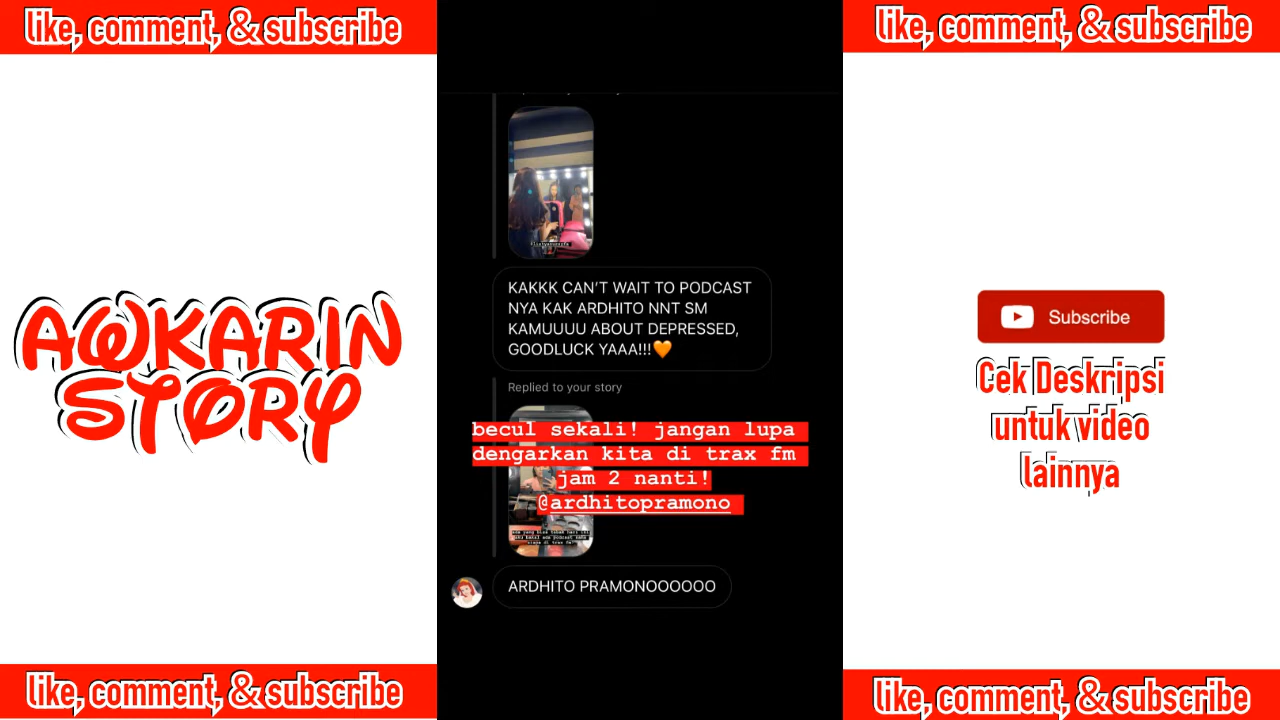 like, comment, & subscribe
like, comment, & subscribe
AWKARIN
STORY
KAKKK CAN'T WAIT TO PODCAST
NYA KAK ARDHITO NNT SM
KAMUUUU ABOUT DEPRESSED,
GOODLUCK YAAA!!!🧡
Replied to your story
becul sekali! jangan lupa
dengarkan kita di trax fm
jam 2 nanti!
@ardhitopramono
ARDHITO PRAMONOOOOOO
Subscribe
Cek Deskripsi
untuk video
lainnya
like, comment, & subscribe
like, comment, & subscribe